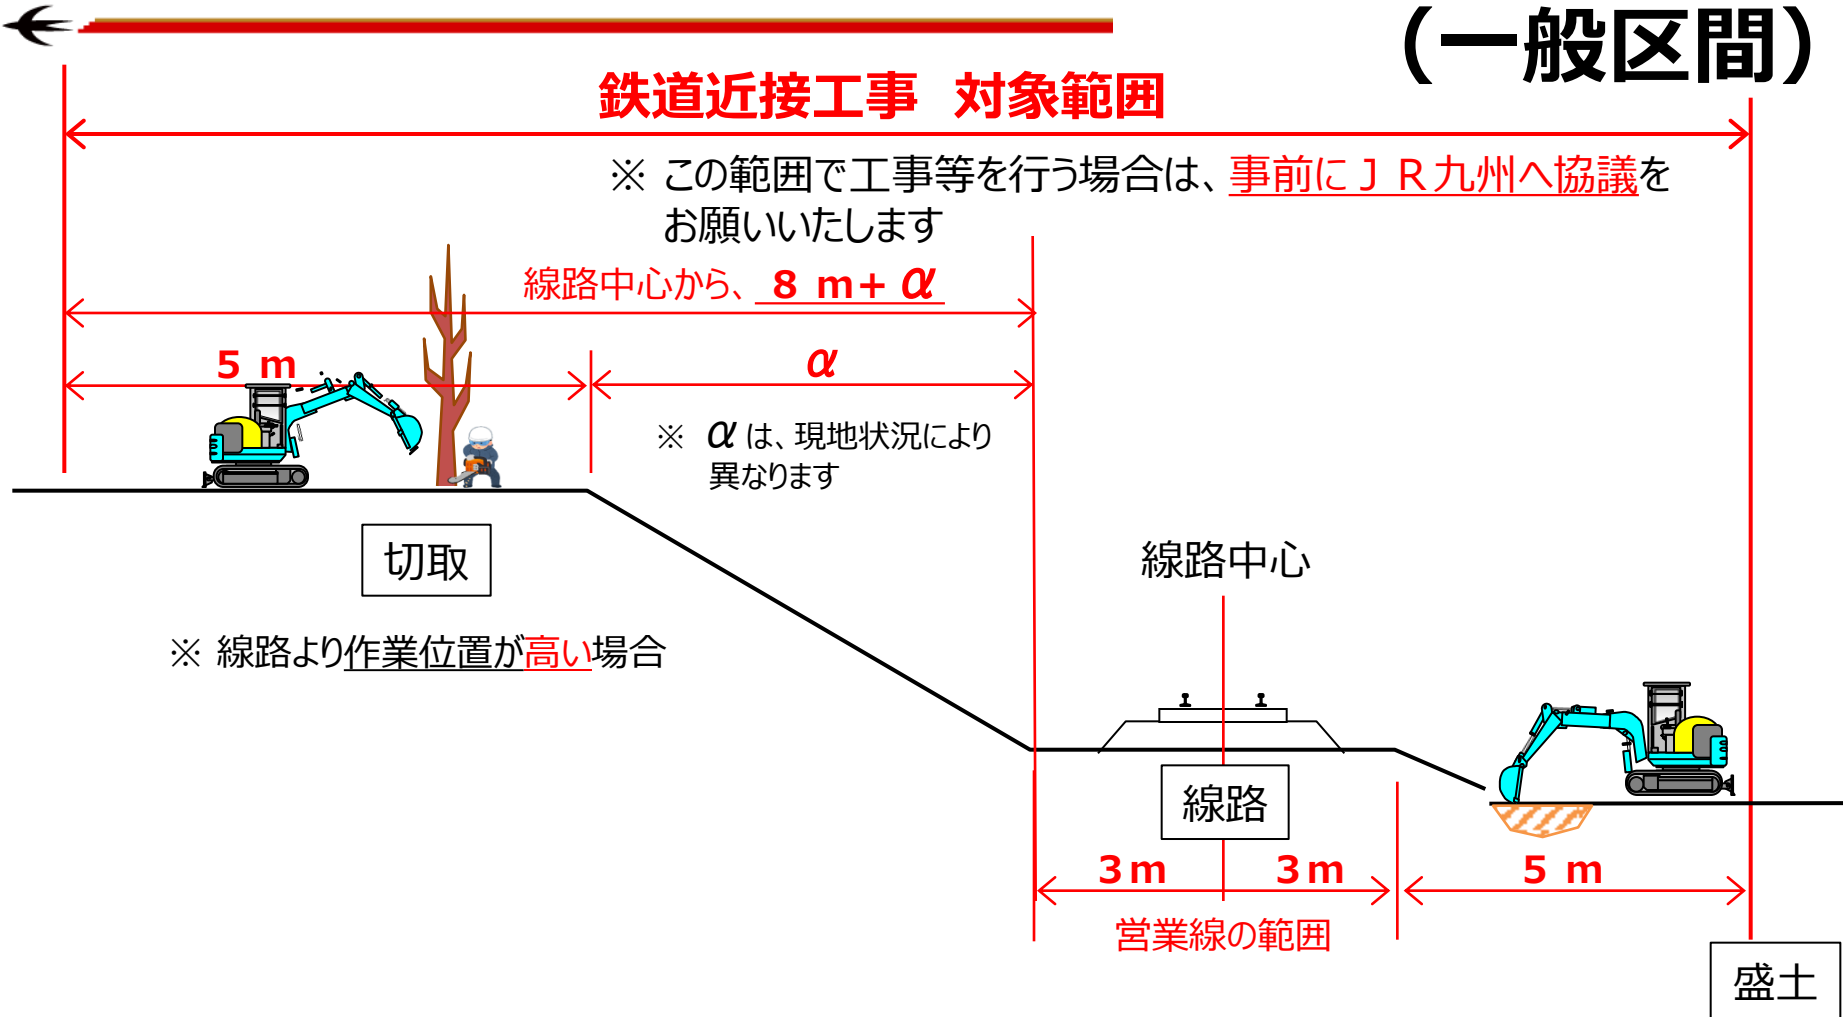 （一般区間）
鉄道近接工事　対象範囲
※ この範囲で工事等を行う場合は、事前にＪＲ九州へ協議を
お願いいたします
線路中心から、８ｍ+α
５ｍ
α
※ αは、現地状況により
異なります
切取
線路中心
※ 線路より作業位置が高い場合
線路
３ｍ
３ｍ
５ｍ
営業線の範囲
盛土